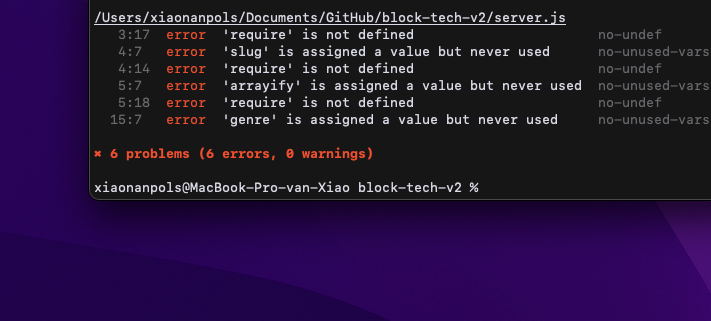 /Users/xiaonanpols/Documents/GitHub/block-tech-v2/server.js
3:17 error 'require' is not defined no-undef
4:7 error 'slug' is assigned a value but never used no-unused-vars
4:14 error 'require' is not defined no-undef
5:7 error 'arrayify' is assigned a value but never used no-unused-vars
5:18 error 'require' is not defined no-undef
15:7 error 'genre' is assigned a value but never used no-unused-vars
✖ 6 problems (6 errors, 0 warnings)
xiaonanpols@MacBook-Pro-van-Xiao block-tech-v2 %